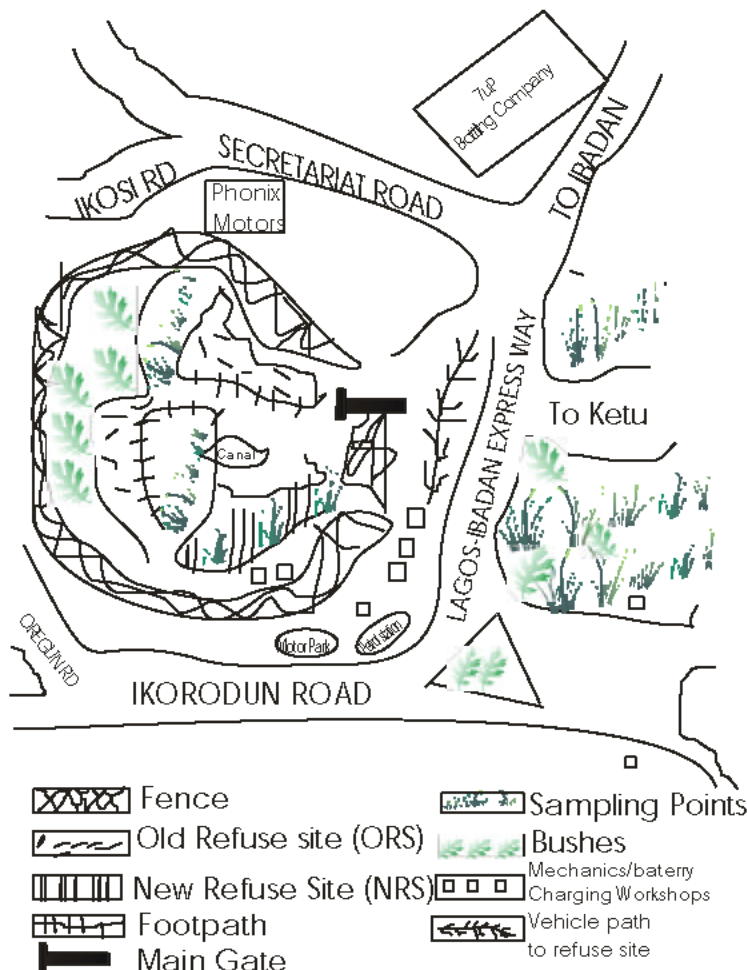 7uP
Bottling Company
TO IBADAN
SECRETARIAT ROAD
IKOSI RD
Phonix
Motors
LAGOS-IBADAN EXPRESS WAY
To Ketu
Canal
OREGUN RD
Motor Park
Petrol station
IKORODUN ROAD
Fence
Old Refuse site (ORS)
New Refuse Site (NRS)
Footpath
Main Gate
Sampling Points
Bushes
Mechanics/baterry
Charging Workshops
Vehicle path
to refuse site